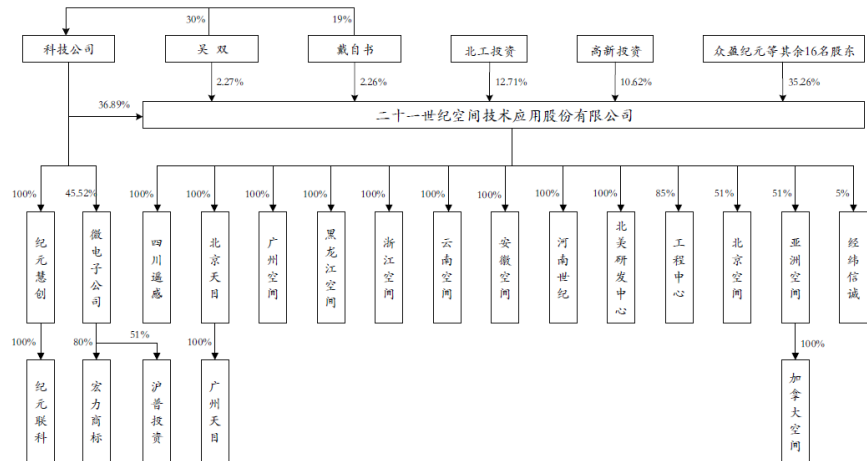 30%
19%
科技公司
吴 双
戴自书
北工投资
高新投资
众盈纪元等其余16名股东
2.27%
2.26%
12.71%
10.62%
35.26%
36.89%
二十一世纪空间技术应用股份有限公司
100%
45.52%
100%
100%
100%
100%
100%
100%
100%
100%
100%
85%
51%
51%
5%
纪元慧创
微电子公司
四川遥感
北京天目
广州空间
黑龙江空间
浙江空间
云南空间
安徽空间
河南世纪
北美研发中心
工程中心
北京空间
亚洲空间
经纬信诚
100%
80%
51%
100%
100%
纪元联科
宏力商标
沪普投资
广州天目
加拿大空间